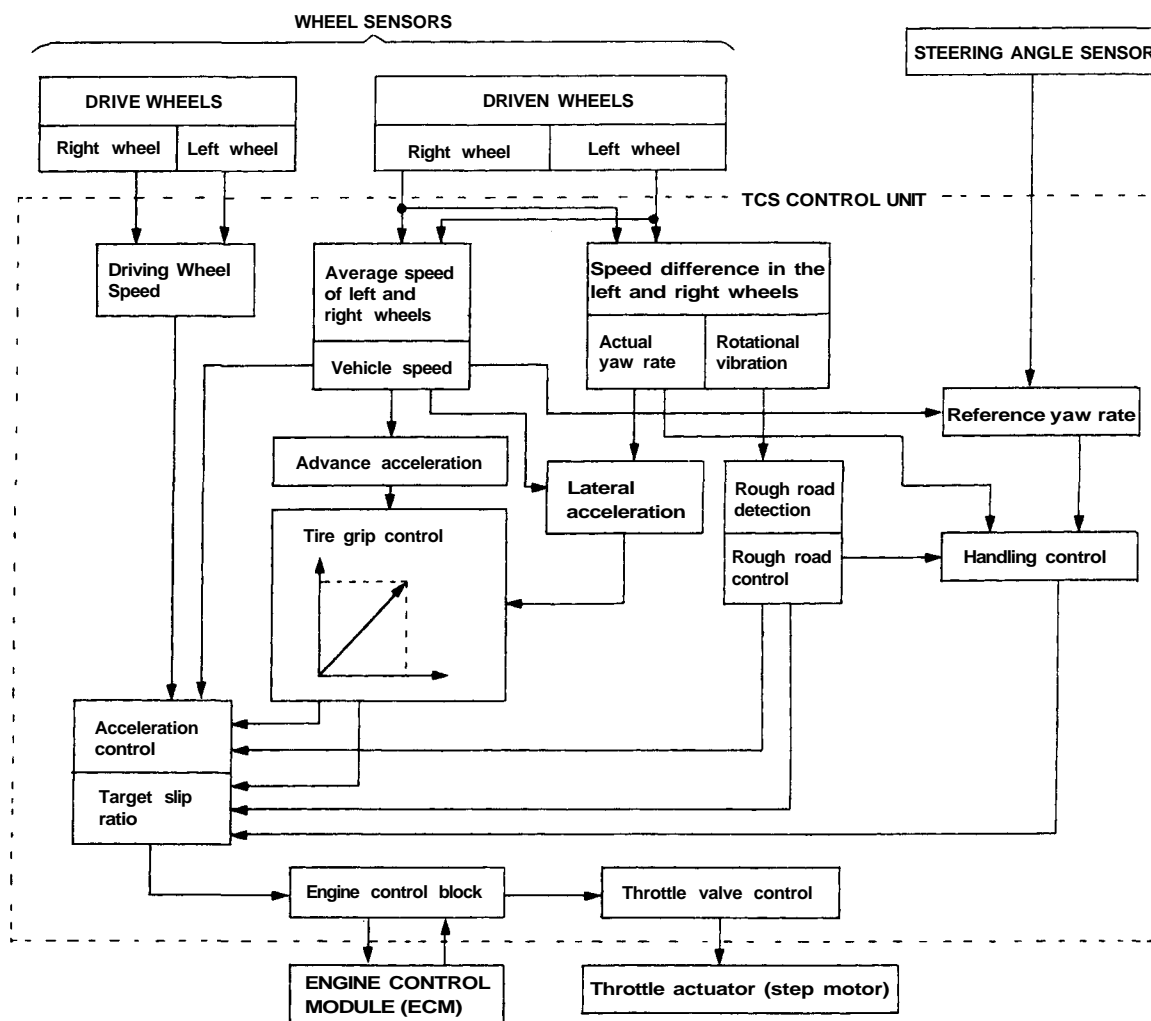 WHEEL SENSORS
STEERING ANGLE SENSOR
DRIVE WHEELS
Right wheel
Left wheel
DRIVEN WHEELS
Right wheel
Left wheel
TCS CONTROL UNIT
Driving Wheel
Speed
Average speed
of left and
right wheels
Vehicle speed
Speed difference in the
left and right wheels
Actual
yaw rate
Rotational
vibration
Reference yaw rate
Advance acceleration
Lateral
acceleration
Rough road
detection
Rough road
control
Handling control
Tire grip control
Acceleration
control
Target slip
ratio
Engine control block
Throttle valve control
ENGINE CONTROL
MODULE (ECM)
Throttle actuator (step motor)